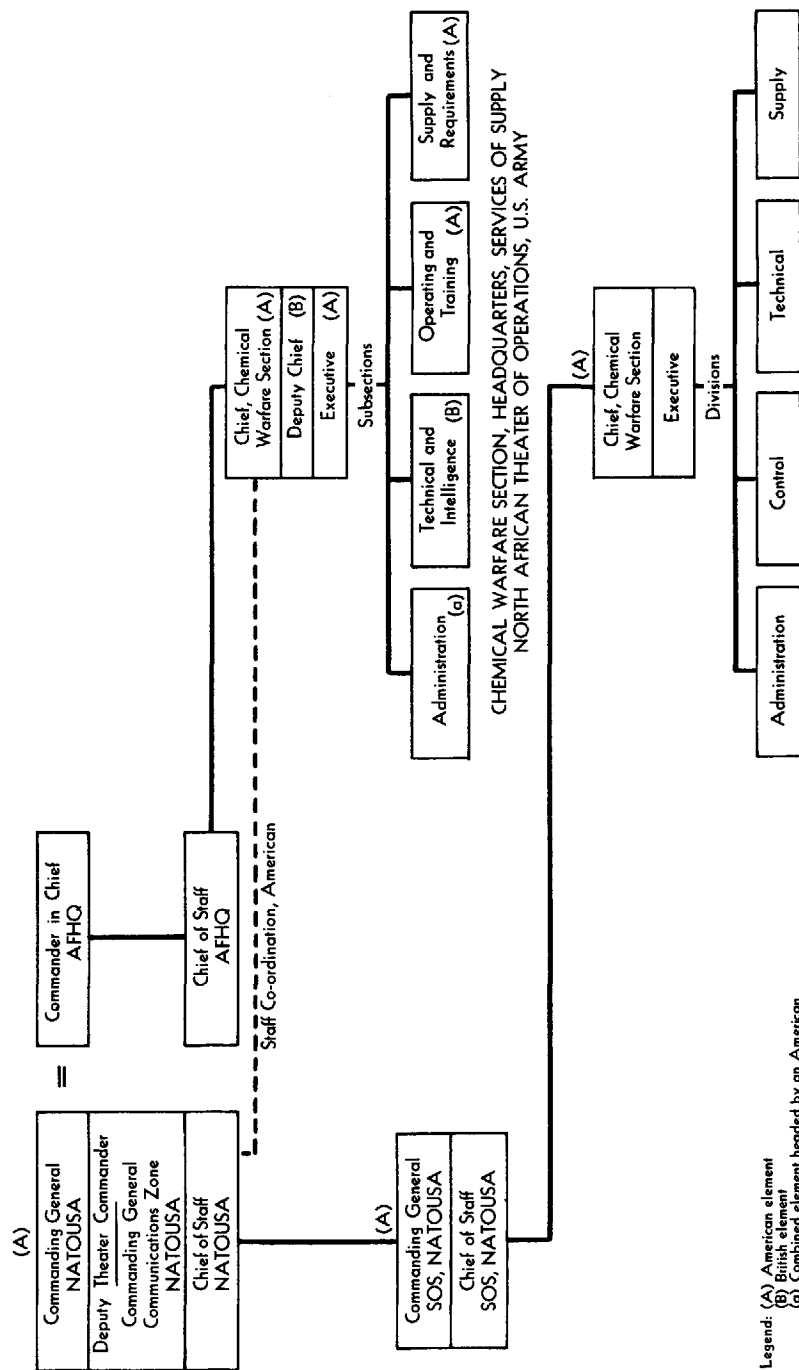 (A)
Commanding General
NATOUSA
Deputy Theater Commander
Commanding General
Communications Zone
NATOUSA
Chief of Staff
NATOUSA
=
Commander in Chief
AFHQ
Chief of Staff
AFHQ
Staff Co-ordination, American
Chief, Chemical
Warfare Section (A)
Deputy Chief (B)
Executive (A)
Subsections
Administration
(a)
Technical and
Intelligence (B)
Operating and
Training (A)
Supply and
Requirements (A)
CHEMICAL WARFARE SECTION, HEADQUARTERS, SERVICES OF SUPPLY
NORTH AFRICAN THEATER OF OPERATIONS, U.S. ARMY
(A)
Commanding General
SOS, NATOUSA
Chief of Staff
SOS, NATOUSA
(A)
Chief, Chemical
Warfare Section
Executive
Divisions
Administration
Control
Technical
Supply
Legend: (A) American element
(B) British element
(a) Combined element headed by an American